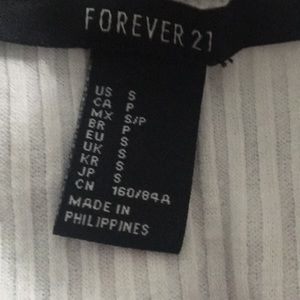 FOREVER 21
US S
CA P
MX S/P
BR P
EU S
UK S
KR S
JP S
CN 160/84A
MADE IN
PHILIPPINES